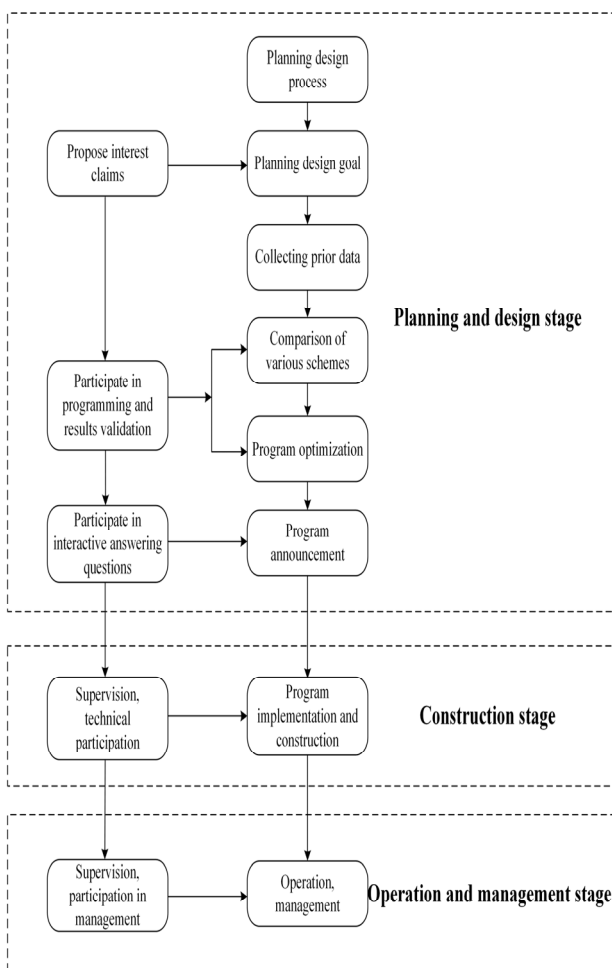 Planning design
process
Propose interest
claims
Planning design goal
Collecting prior data
Planning and design stage
Comparison of
various schemes
Participate in
programming and
results validation
Program optimization
Participate in
interactive answering
questions
Program
announcement
Supervision,
technical
participation
Program
implementation and
construction
Construction stage
Supervision,
participation in
management
Operation,
management
Operation and management stage